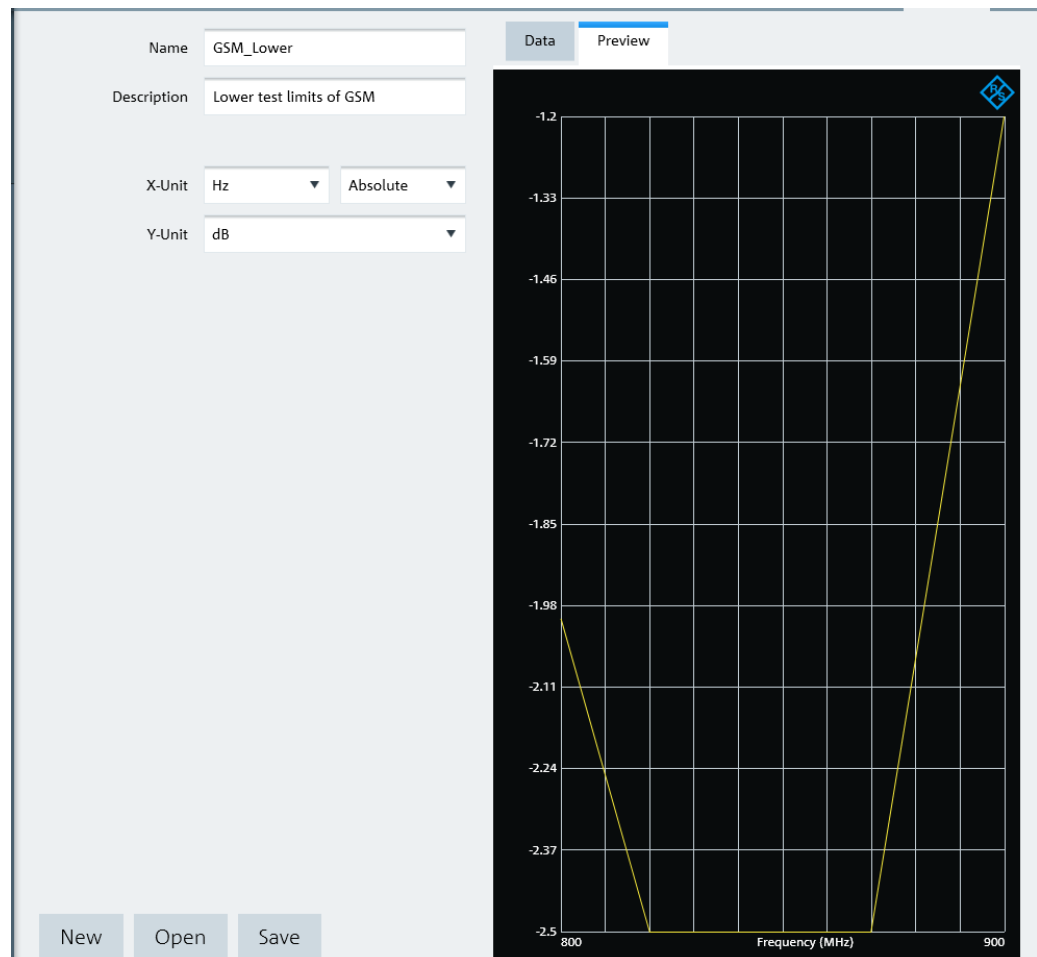 Name
GSM_Lower
Description
Lower test limits of GSM
X-Unit
Hz
Absolute
Y-Unit
dB
New
Open
Save
Data
Preview
R
S
-1.2
-1.33
-1.46
-1.59
-1.72
-1.85
-1.98
-2.11
-2.24
-2.37
-2.5
800
Frequency (MHz)
900